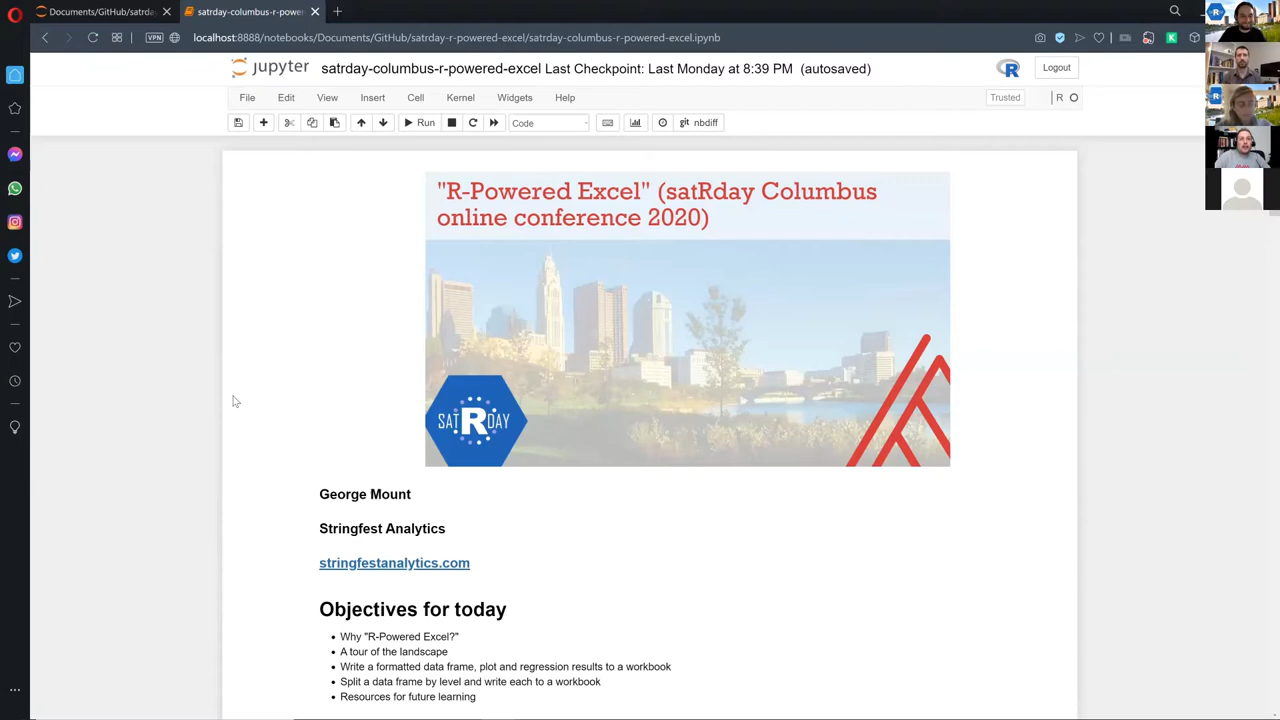 Documents/GitHub/satrday
satrday-columbus-r-power
VPN
localhost:8888/notebooks/Documents/GitHub/satrday-r-powered-excel/satrday-columbus-r-powered-excel.ipynb
jupyter
satrday-columbus-r-powered-excel Last Checkpoint: Last Monday at 8:39 PM (autosaved)
R
Logout
File Edit View Insert Cell Kernel Widgets Help
Trusted
R
Run
Code
git nbdiff
"R-Powered Excel" (satRday Columbus
online conference 2020)
SATRDAY
George Mount
Stringfest Analytics
stringfestanalytics.com
Objectives for today
Why "R-Powered Excel?"
A tour of the landscape
Write a formatted data frame, plot and regression results to a workbook
Split a data frame by level and write each to a workbook
Resources for future learning